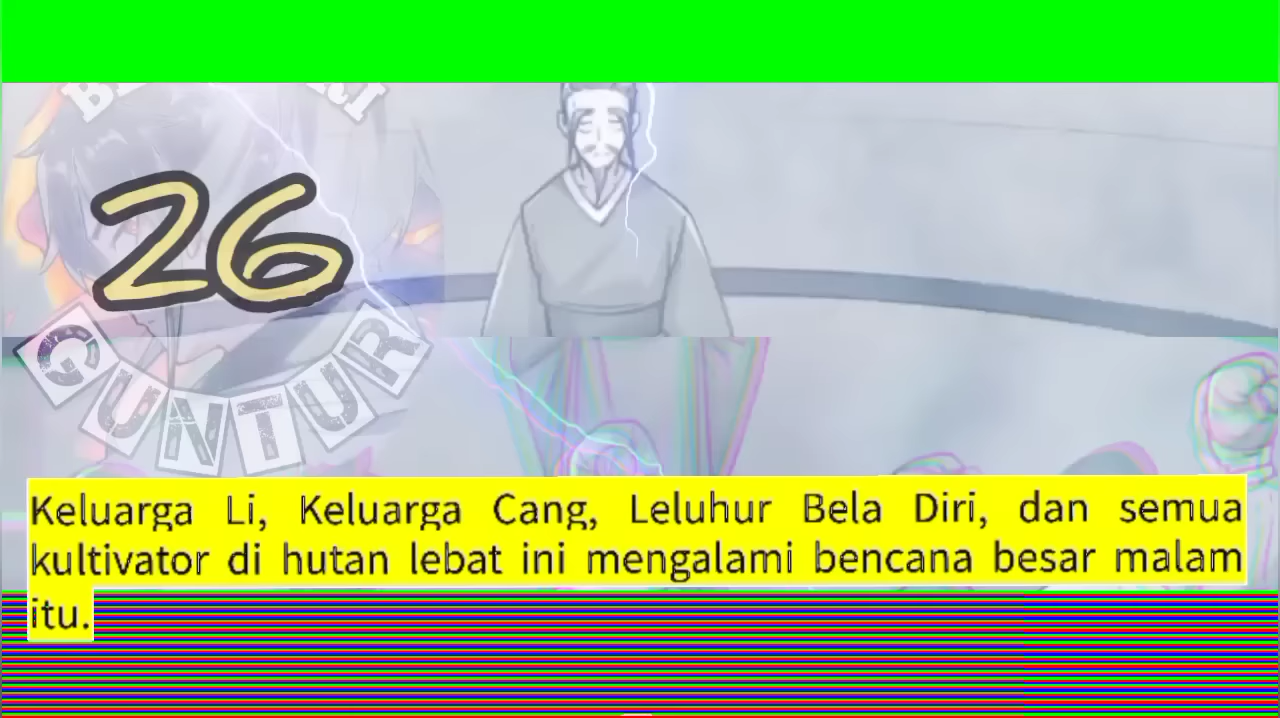 26
GUNTUR
Keluarga Li, Keluarga Cang, Leluhur Bela Diri, dan semua
kultivator di hutan lebat ini mengalami bencana besar malam
itu.